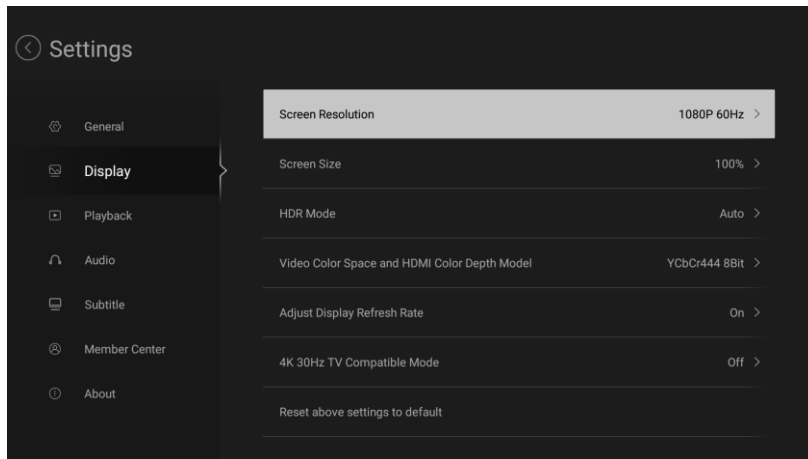 Settings
General
Display
Playback
Audio
Subtitle
Member Center
About
Screen Resolution 1080P 60Hz
Screen Size 100%
HDR Mode Auto
Video Color Space and HDMI Color Depth Model YCbCr444 8Bit
Adjust Display Refresh Rate On
4K 30Hz TV Compatible Mode Off
Reset above settings to default